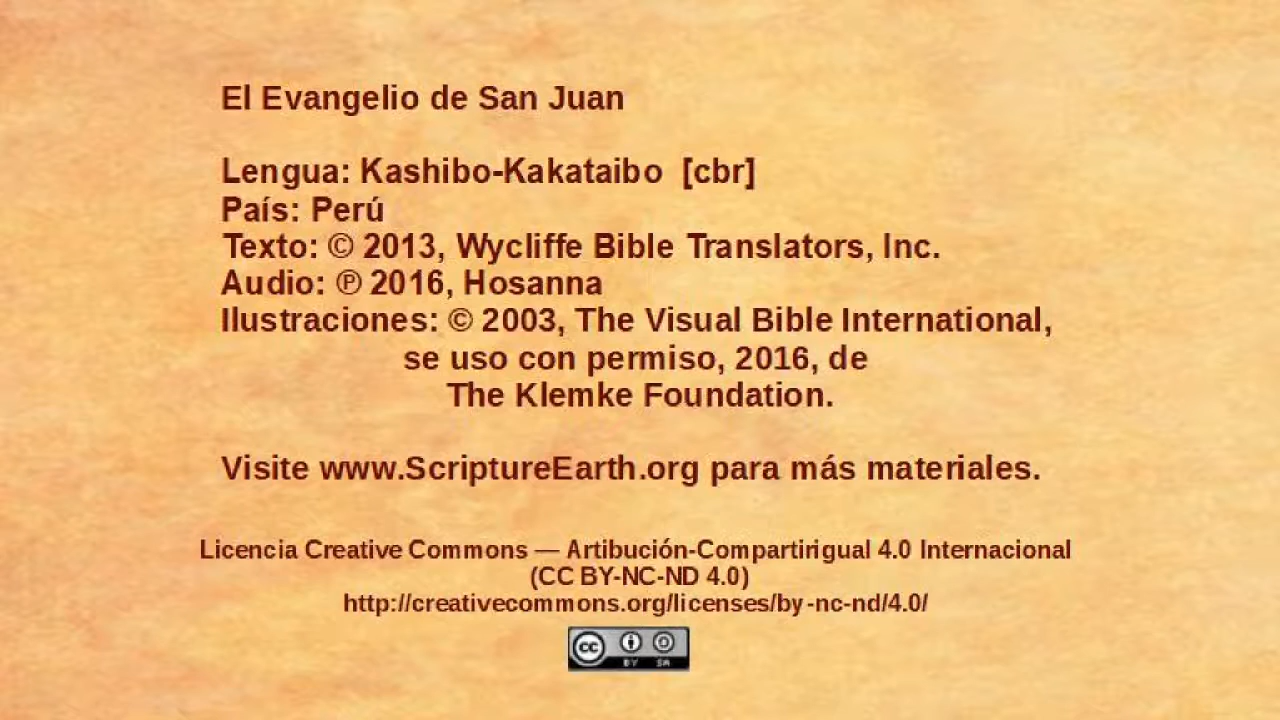 El Evangelio de San Juan
Lengua: Kashibo-Kakataibo [cbr]
País: Perú
Texto: © 2013, Wycliffe Bible Translators, Inc.
Audio: ℗ 2016, Hosanna
Ilustraciones: © 2003, The Visual Bible International,
se uso con permiso, 2016, de
The Klemke Foundation.
Visite www.ScriptureEarth.org para más materiales.
Licencia Creative Commons — Artibución-Compartirigual 4.0 Internacional
(CC BY-NC-ND 4.0)
http://creativecommons.org/licenses/by-nc-nd/4.0/
cc BY SA